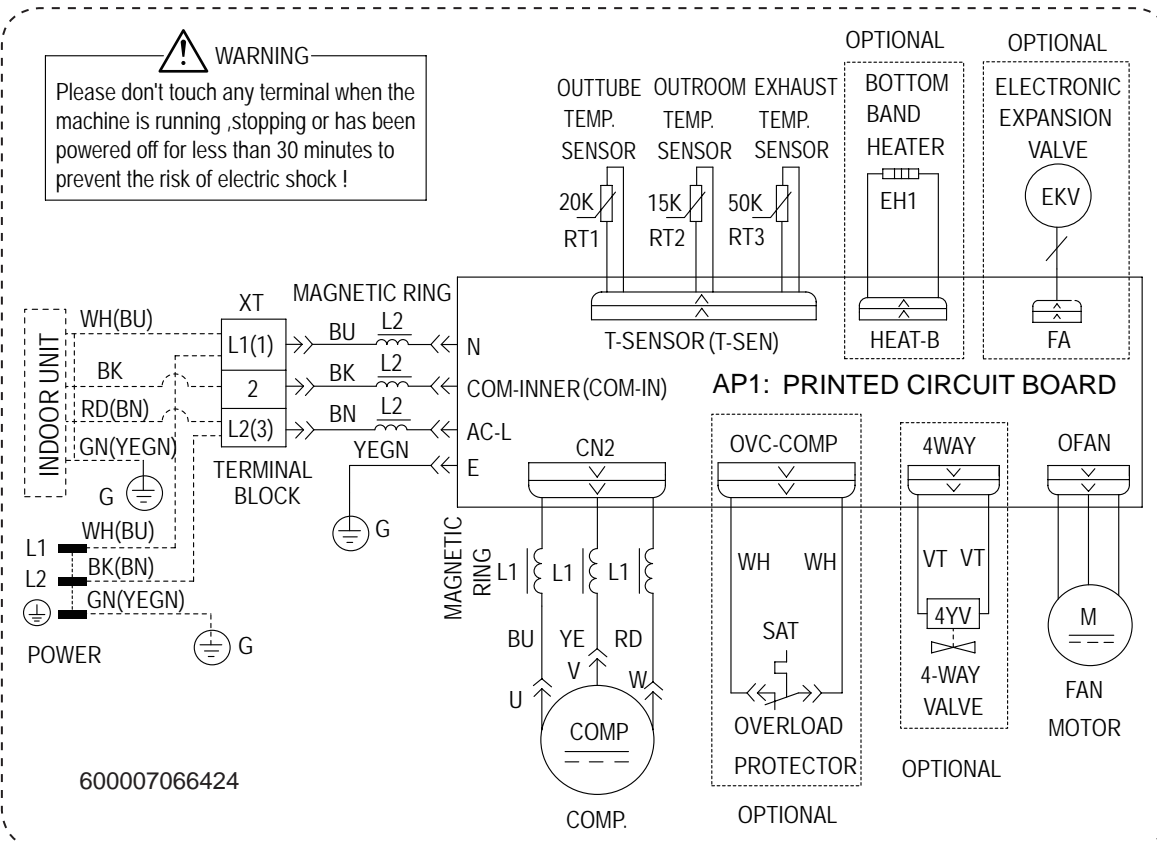 WARNING
Please don't touch any terminal when the
machine is running ,stopping or has been
powered off for less than 30 minutes to
prevent the risk of electric shock !
OUTTUBE
TEMP.
SENSOR
OUTROOM
TEMP.
SENSOR
EXHAUST
TEMP.
SENSOR
20K
RT1
15K
RT2
50K
RT3
OPTIONAL
BOTTOM
BAND
HEATER
EH1
OPTIONAL
ELECTRONIC
EXPANSION
VALVE
EKV
T-SENSOR (T-SEN)
HEAT-B
FA
INDOOR UNIT
WH(BU)
BK
RD(BN)
GN(YEGN)
G
XT
L1(1)
2
L2(3)
TERMINAL
BLOCK
MAGNETIC RING
BU
L2
BK
L2
BN
L2
YEGN
G
N
COM-INNER (COM-IN)
AC-L
E
AP1: PRINTED CIRCUIT BOARD
L1
L2
WH(BU)
BK(BN)
GN(YEGN)
G
POWER
CN2
MAGNETIC
RING
L1
L1
L1
BU
YE
RD
U
V
W
COMP
COMP.
OVC-COMP
WH
WH
SAT
OVERLOAD
PROTECTOR
OPTIONAL
4WAY
VT
VT
4YV
4-WAY
VALVE
OPTIONAL
OFAN
M
FAN
MOTOR
600007066424